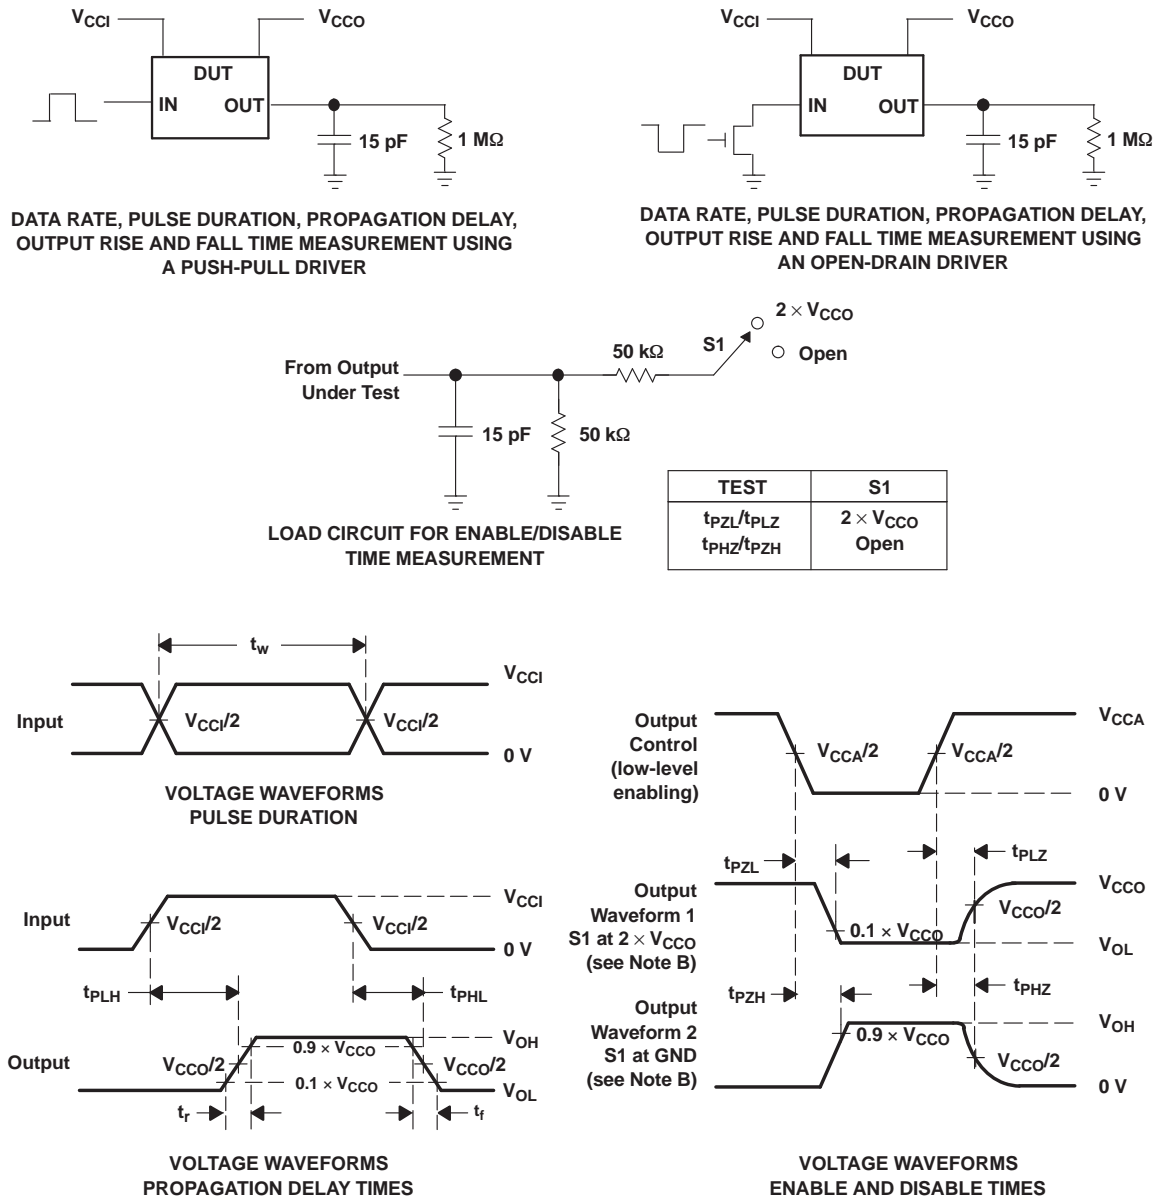 VCCI
VCCO
DUT
IN
OUT
15 pF
1 MΩ
DATA RATE, PULSE DURATION, PROPAGATION DELAY,
OUTPUT RISE AND FALL TIME MEASUREMENT USING
A PUSH-PULL DRIVER
VCCI
VCCO
DUT
IN
OUT
15 pF
1 MΩ
DATA RATE, PULSE DURATION, PROPAGATION DELAY,
OUTPUT RISE AND FALL TIME MEASUREMENT USING
AN OPEN-DRAIN DRIVER
From Output
Under Test
15 pF
50 kΩ
50 kΩ
S1
2 × VCCO
Open
LOAD CIRCUIT FOR ENABLE/DISABLE
TIME MEASUREMENT
TEST S1
tPZL/tPLZ 2 × VCCO
tPHZ/tPZH Open
tw
Input
VCCI/2
VCCI/2
VCCI
0 V
VOLTAGE WAVEFORMS
PULSE DURATION
Input
VCCI/2
VCCI/2
VCCI
0 V
tPLH
tPHL
Output
VCCO/2
0.9 × VCCO
0.1 × VCCO
VCCO/2
VOH
VOL
tr
tf
VOLTAGE WAVEFORMS
PROPAGATION DELAY TIMES
Output
Control
(low-level
enabling)
VCCA/2
VCCA/2
VCCA
0 V
tPZL
tPLZ
Output
Waveform 1
S1 at 2 × VCCO
(see Note B)
0.1 × VCCO
VCCO/2
VCCO
VOL
tPZH
tPHZ
Output
Waveform 2
S1 at GND
(see Note B)
0.9 × VCCO
VCCO/2
VOH
0 V
VOLTAGE WAVEFORMS
ENABLE AND DISABLE TIMES